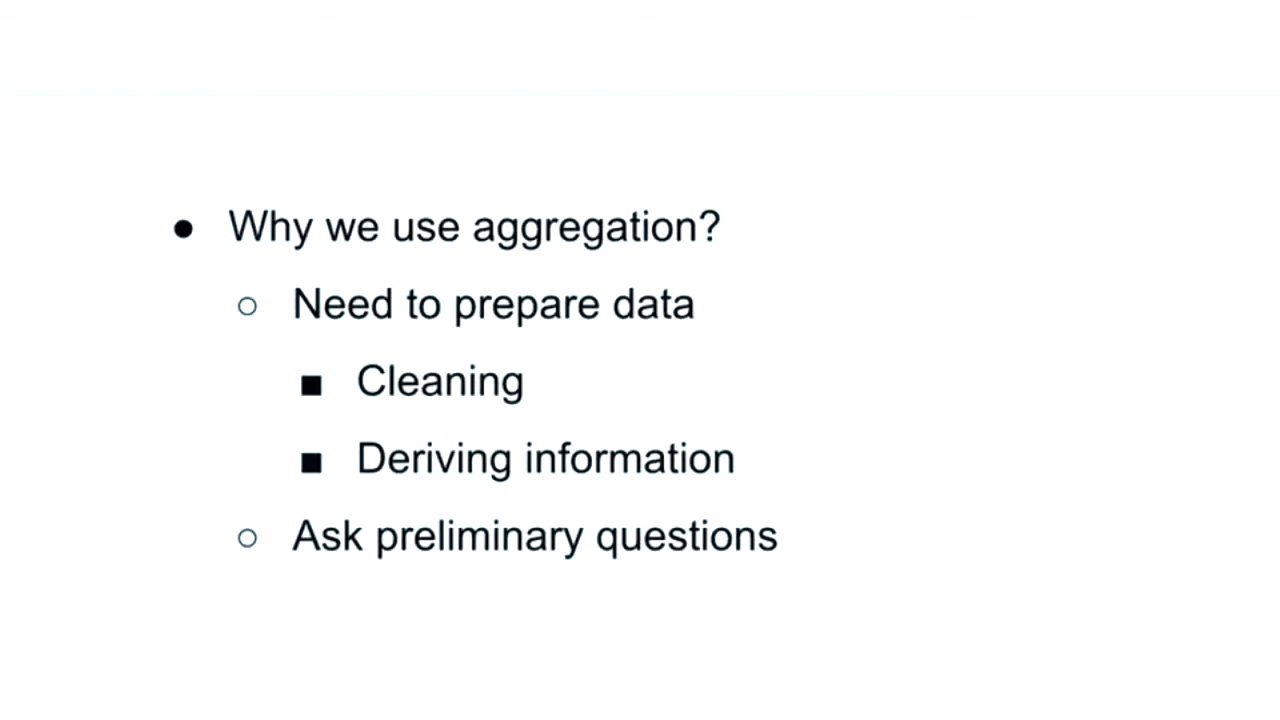 ● Why we use aggregation?
○ Need to prepare data
■ Cleaning
■ Deriving information
○ Ask preliminary questions